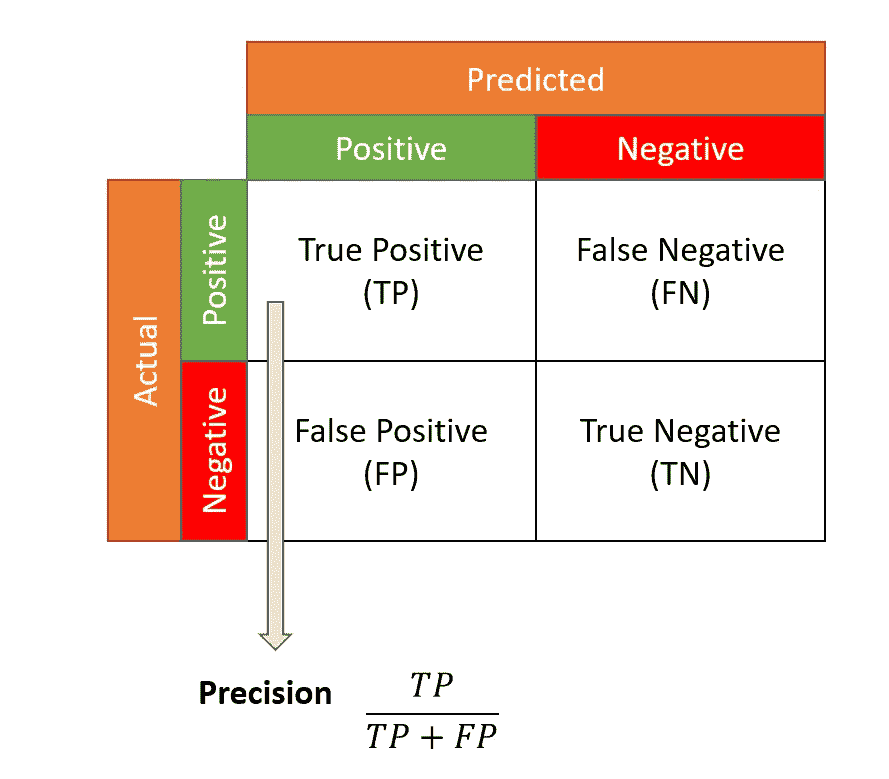 Predicted
Positive
Negative
Actual
Positive
True Positive
(TP)
False Negative
(FN)
Negative
False Positive
(FP)
True Negative
(TN)
Precision
TP
TP + FP